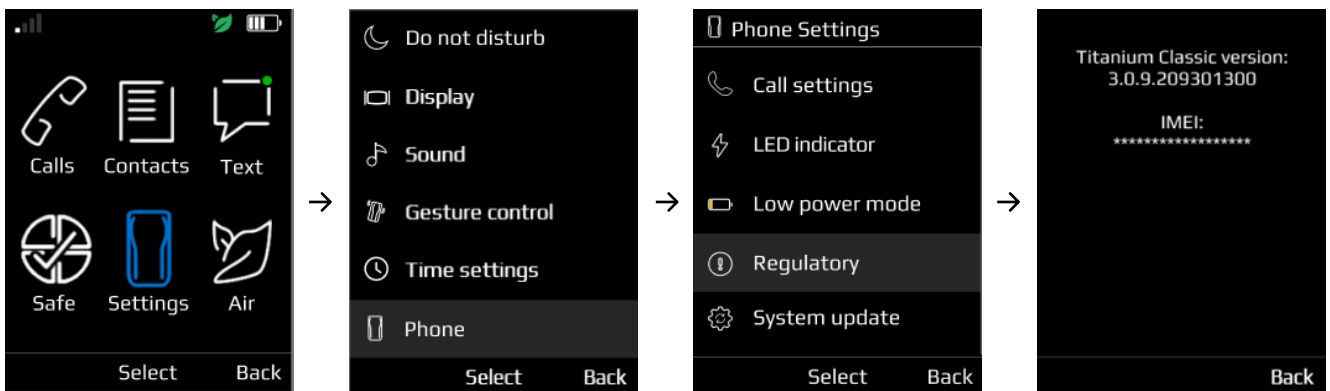 Calls Contacts Text
Safe Settings Air
Select Back
Do not disturb
Display
Sound
Gesture control
Time settings
Phone
Select Back
Phone Settings
Call settings
LED indicator
Low power mode
Regulatory
System update
Select Back
Titanium Classic version:
3.0.9.209301300
IMEI:
******************
Back